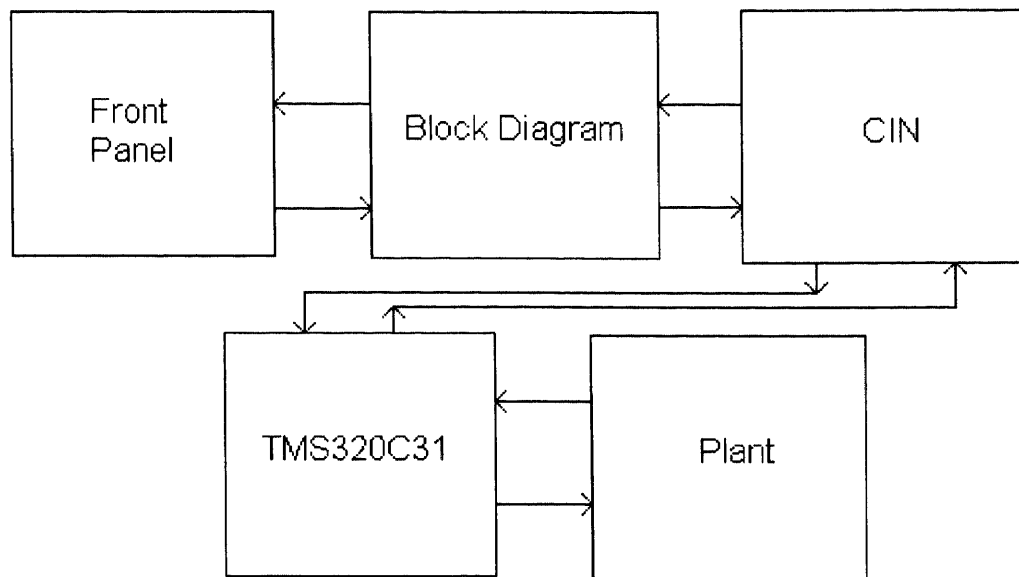 Front
Panel
Block Diagram
CIN
TMS320C31
Plant